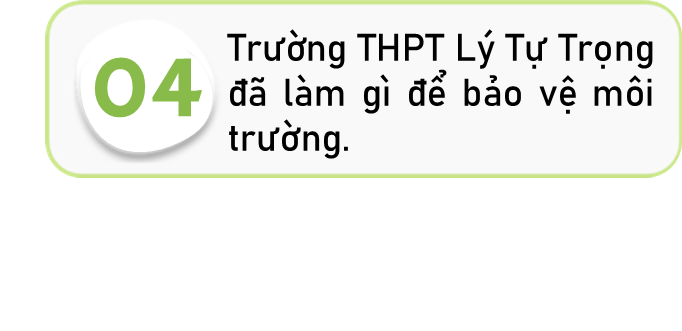 04
Trường THPT Lý Tự Trọng
đã làm gì để bảo vệ môi
trường.